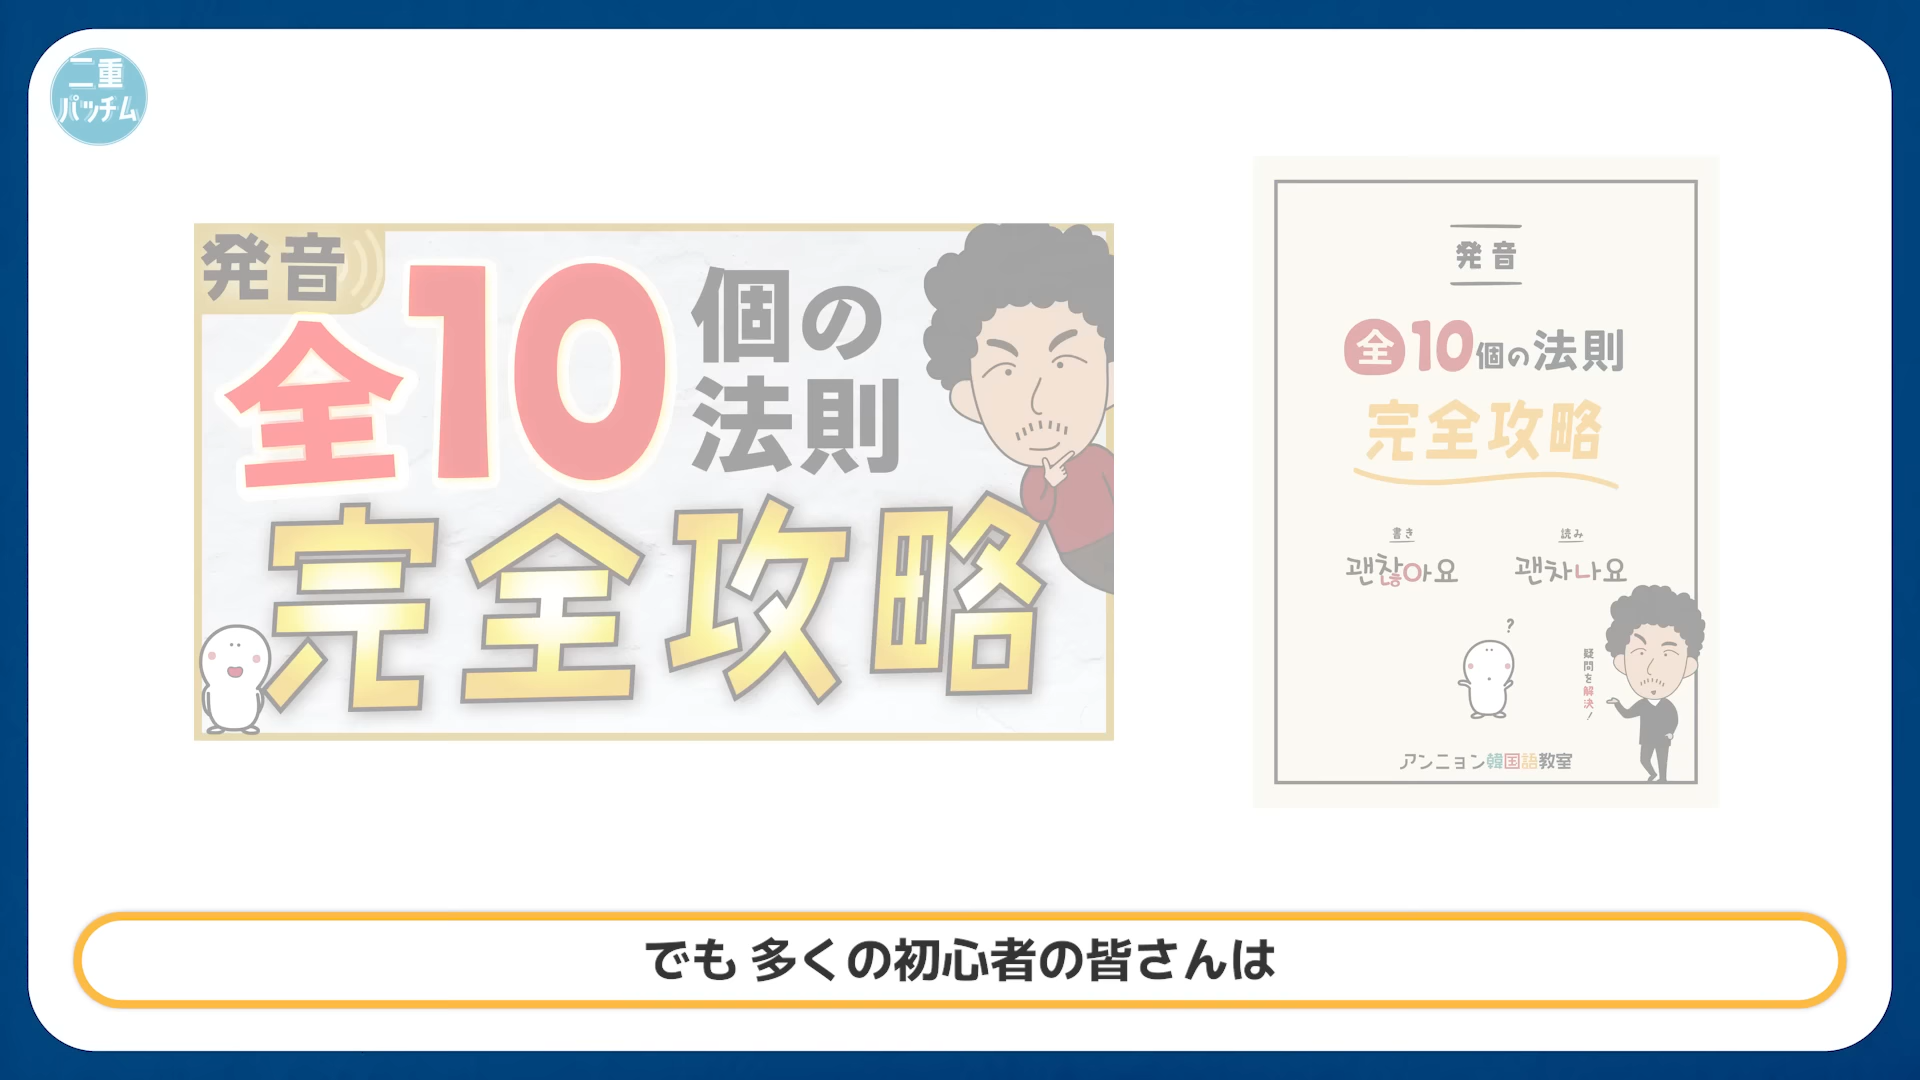 二重
パッチム
発音
全10個の
法則
完全攻略
発音
全10個の法則
完全攻略
書き
読み
괜찮아요
괜차나요
?
疑問を解決！
アンニョン韓国語教室
でも 多くの初心者の皆さんは